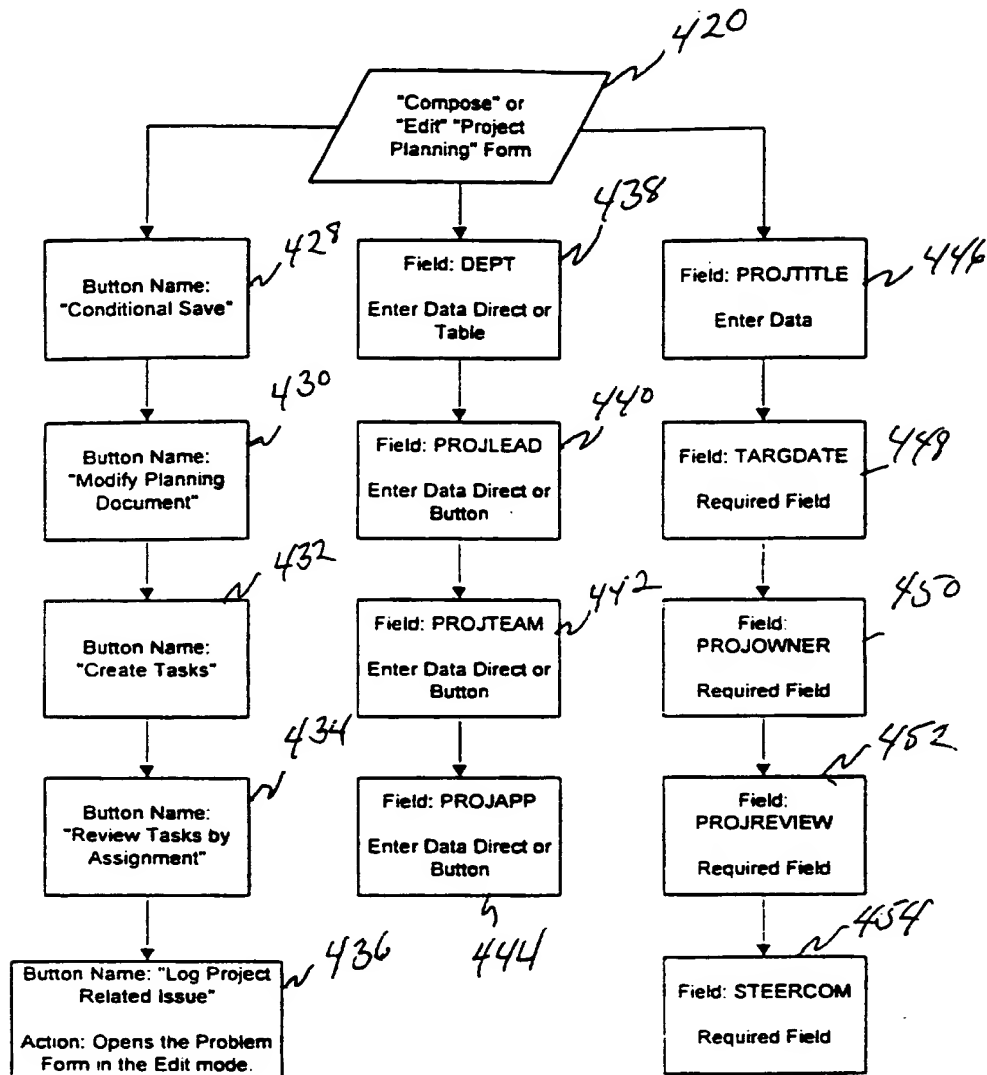 420
"Compose" or
"Edit" "Project
Planning" Form
428
Button Name:
"Conditional Save"
430
Button Name:
"Modify Planning
Document"
432
Button Name:
"Create Tasks"
434
Button Name:
"Review Tasks by
Assignment"
436
Button Name: "Log Project
Related Issue"
Action: Opens the Problem
Form in the Edit mode.
438
Field: DEPT
Enter Data Direct or
Table
440
Field: PROJLEAD
Enter Data Direct or
Button
442
Field: PROJTEAM
Enter Data Direct or
Button
Field: PROJAPP
Enter Data Direct or
Button
444
446
Field: PROJTITLE
Enter Data
448
Field: TARGDATE
Required Field
450
Field:
PROJOWNER
Required Field
452
Field:
PROJREVIEW
Required Field
454
Field: STEERCOM
Required Field